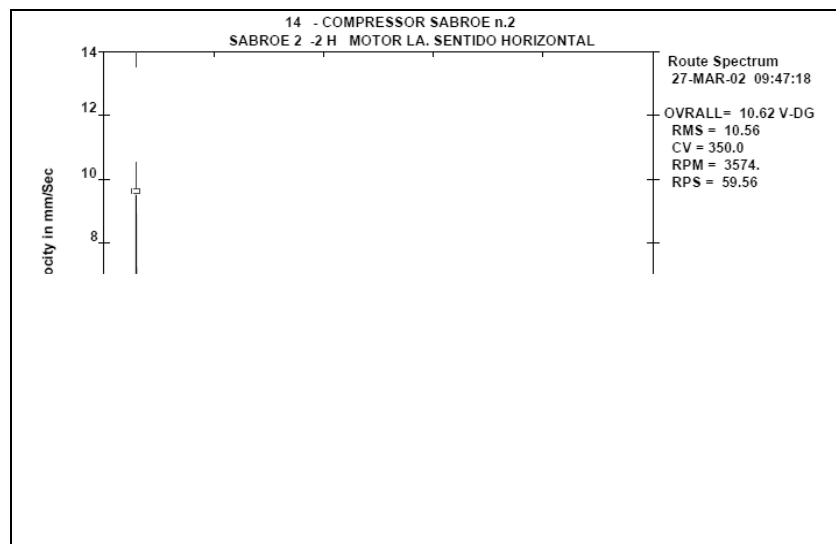 14 - COMPRESSOR SABROE n.2
SABROE 2 -2 H MOTOR LA. SENTIDO HORIZONTAL
Route Spectrum
27-MAR-02 09:47:18
OVRALL= 10.62 V-DG
RMS = 10.56
CV = 350.0
RPM = 3574.
RPS = 59.56
14
12
10
8
ocity in mm/Sec